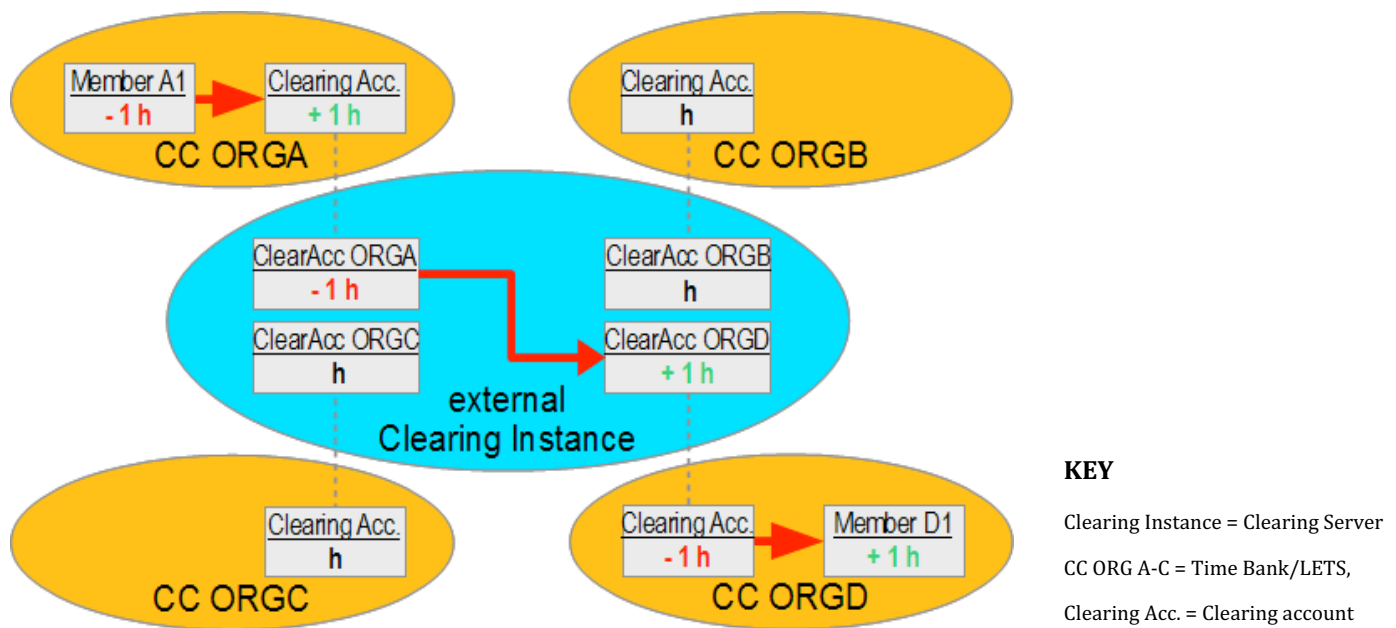 Member A1
- 1 h
Clearing Acc.
+ 1 h
CC ORGA
Clearing Acc.
h
CC ORGB
ClearAcc ORGA
- 1 h
ClearAcc ORGB
h
ClearAcc ORGC
h
ClearAcc ORGD
+ 1 h
external
Clearing Instance
Clearing Acc.
h
CC ORGC
Clearing Acc.
- 1 h
Member D1
+ 1 h
CC ORGD
KEY
Clearing Instance = Clearing Server
CC ORG A-C = Time Bank/LETS,
Clearing Acc. = Clearing account